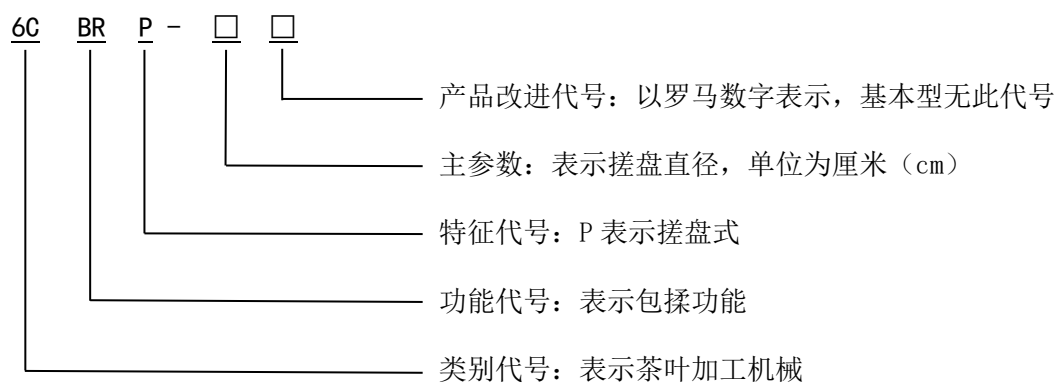 6C BR P - □ □
产品改进代号：以罗马数字表示，基本型无此代号
主参数：表示搓盘直径，单位为厘米（cm）
特征代号：P 表示搓盘式
功能代号：表示包揉功能
类别代号：表示茶叶加工机械